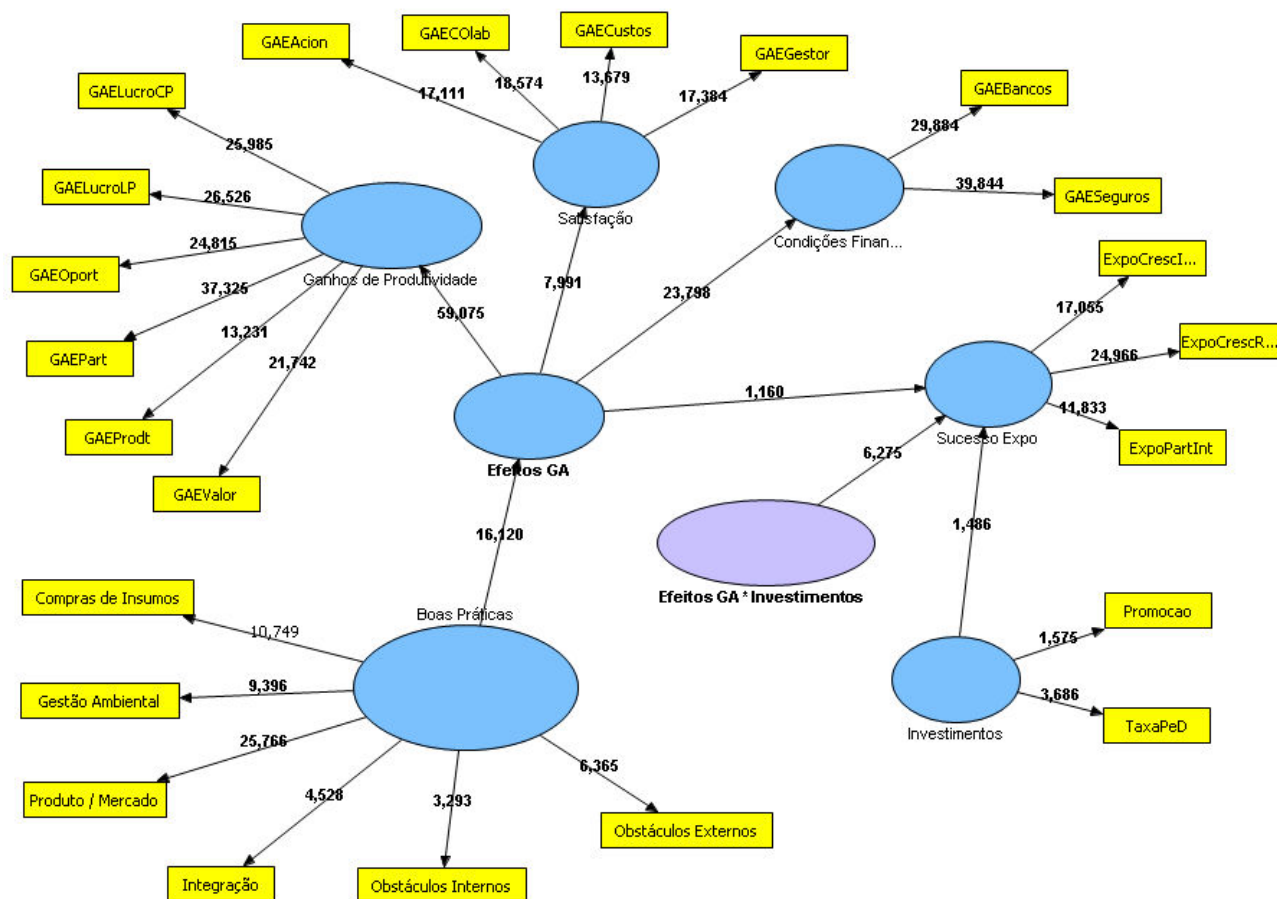 GAEAcion
GAECOlab
GAECustos
GAEGestor
17,111
18,574
13,679
17,384
GAELucroCP
25,985
GAELucroLP
26,526
GAEOport
24,815
GAEPart
37,325
GAEProdt
13,231
GAEValor
21,742
Ganhos de Produtividade
Satisfação
GAEBancos
29,884
GAESeguros
39,844
Condições Finan...
59,075
7,991
23,798
Efeitos GA
1,160
ExpoCrescI...
17,055
ExpoCrescR...
24,966
ExpoPartInt
11,833
Sucesso Expo
6,275
Efeitos GA * Investimentos
1,486
16,120
Boas Práticas
Compras de Insumos
10,749
Gestão Ambiental
9,396
Produto / Mercado
25,766
Integração
4,528
Obstáculos Internos
3,293
Obstáculos Externos
6,365
Promocao
1,575
TaxaPeD
3,686
Investimentos